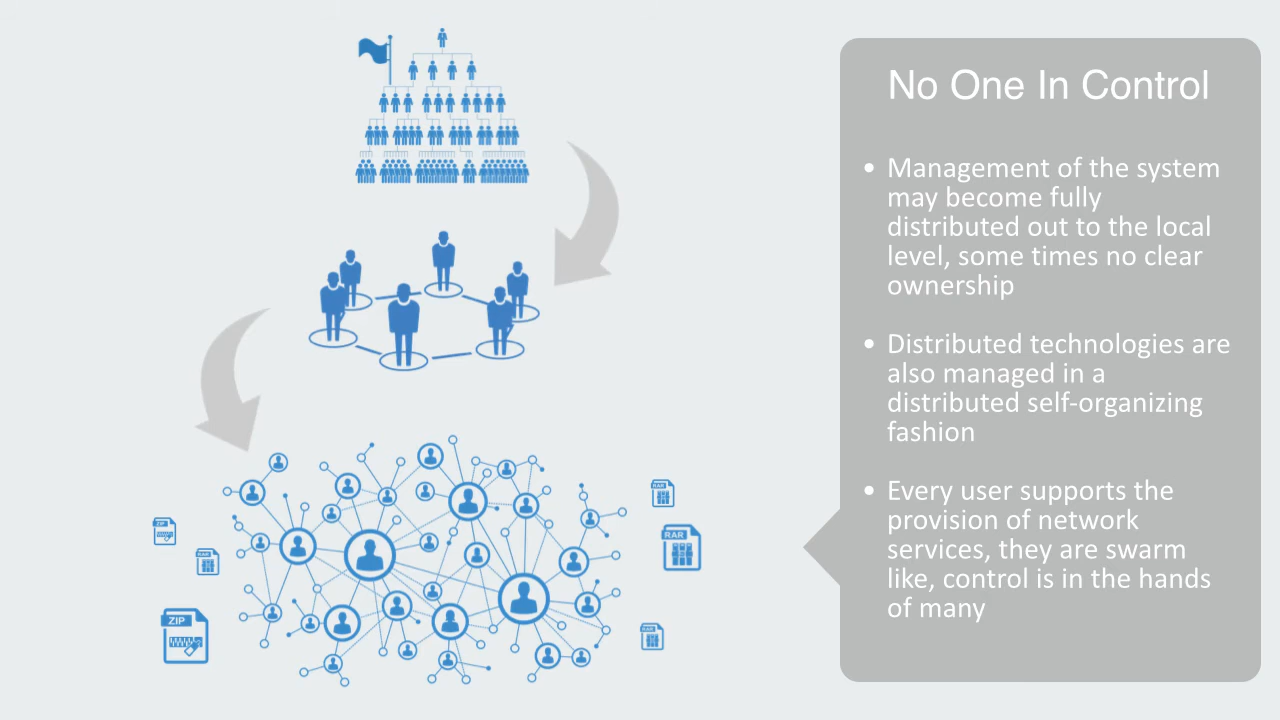 No One In Control
• Management of the system
may become fully
distributed out to the local
level, some times no clear
ownership
• Distributed technologies are
also managed in a
distributed self-organizing
fashion
• Every user supports the
provision of network
services, they are swarm
like, control is in the hands
of many
RAR
ZIP
RAR
RAR
ZIP
RAR